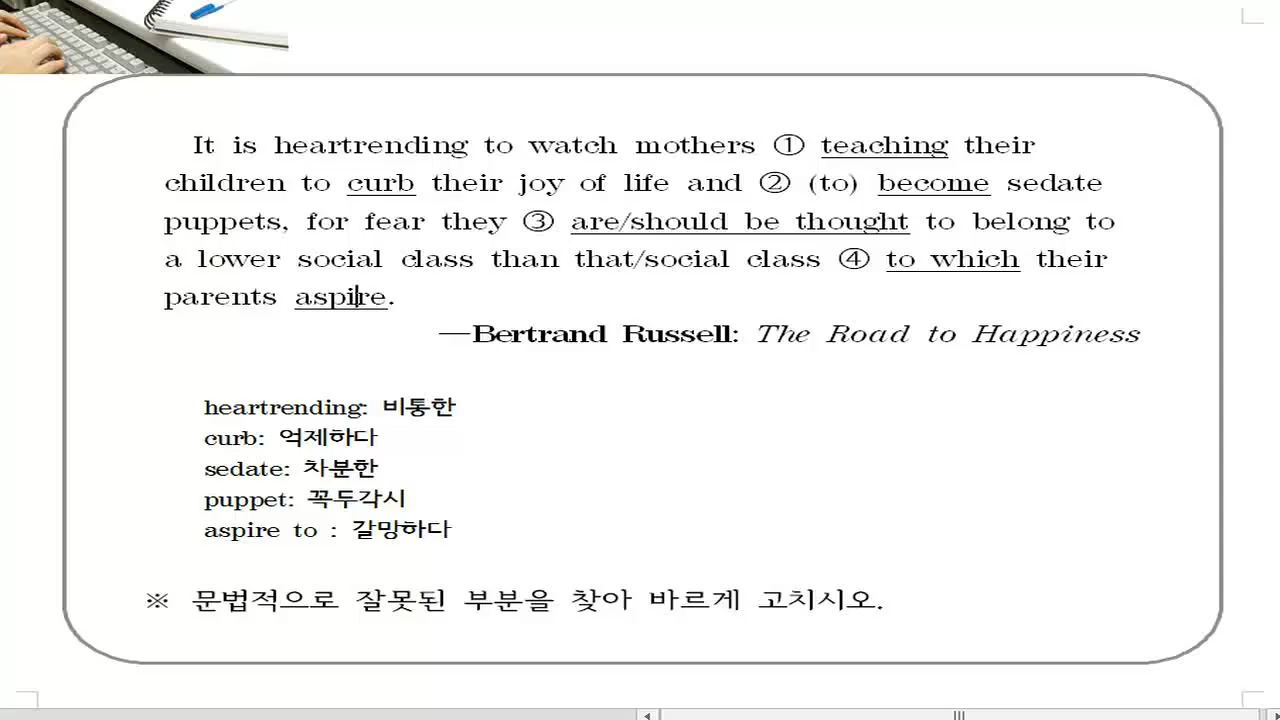 It is heartrending to watch mothers ① teaching their
children to curb their joy of life and ② (to) become sedate
puppets, for fear they ③ are/should be thought to belong to
a lower social class than that/social class ④ to which their
parents aspire.
—Bertrand Russell: The Road to Happiness
heartrending: 비통한
curb: 억제하다
sedate: 차분한
puppet: 꼭두각시
aspire to : 갈망하다
※ 문법적으로 잘못된 부분을 찾아 바르게 고치시오.